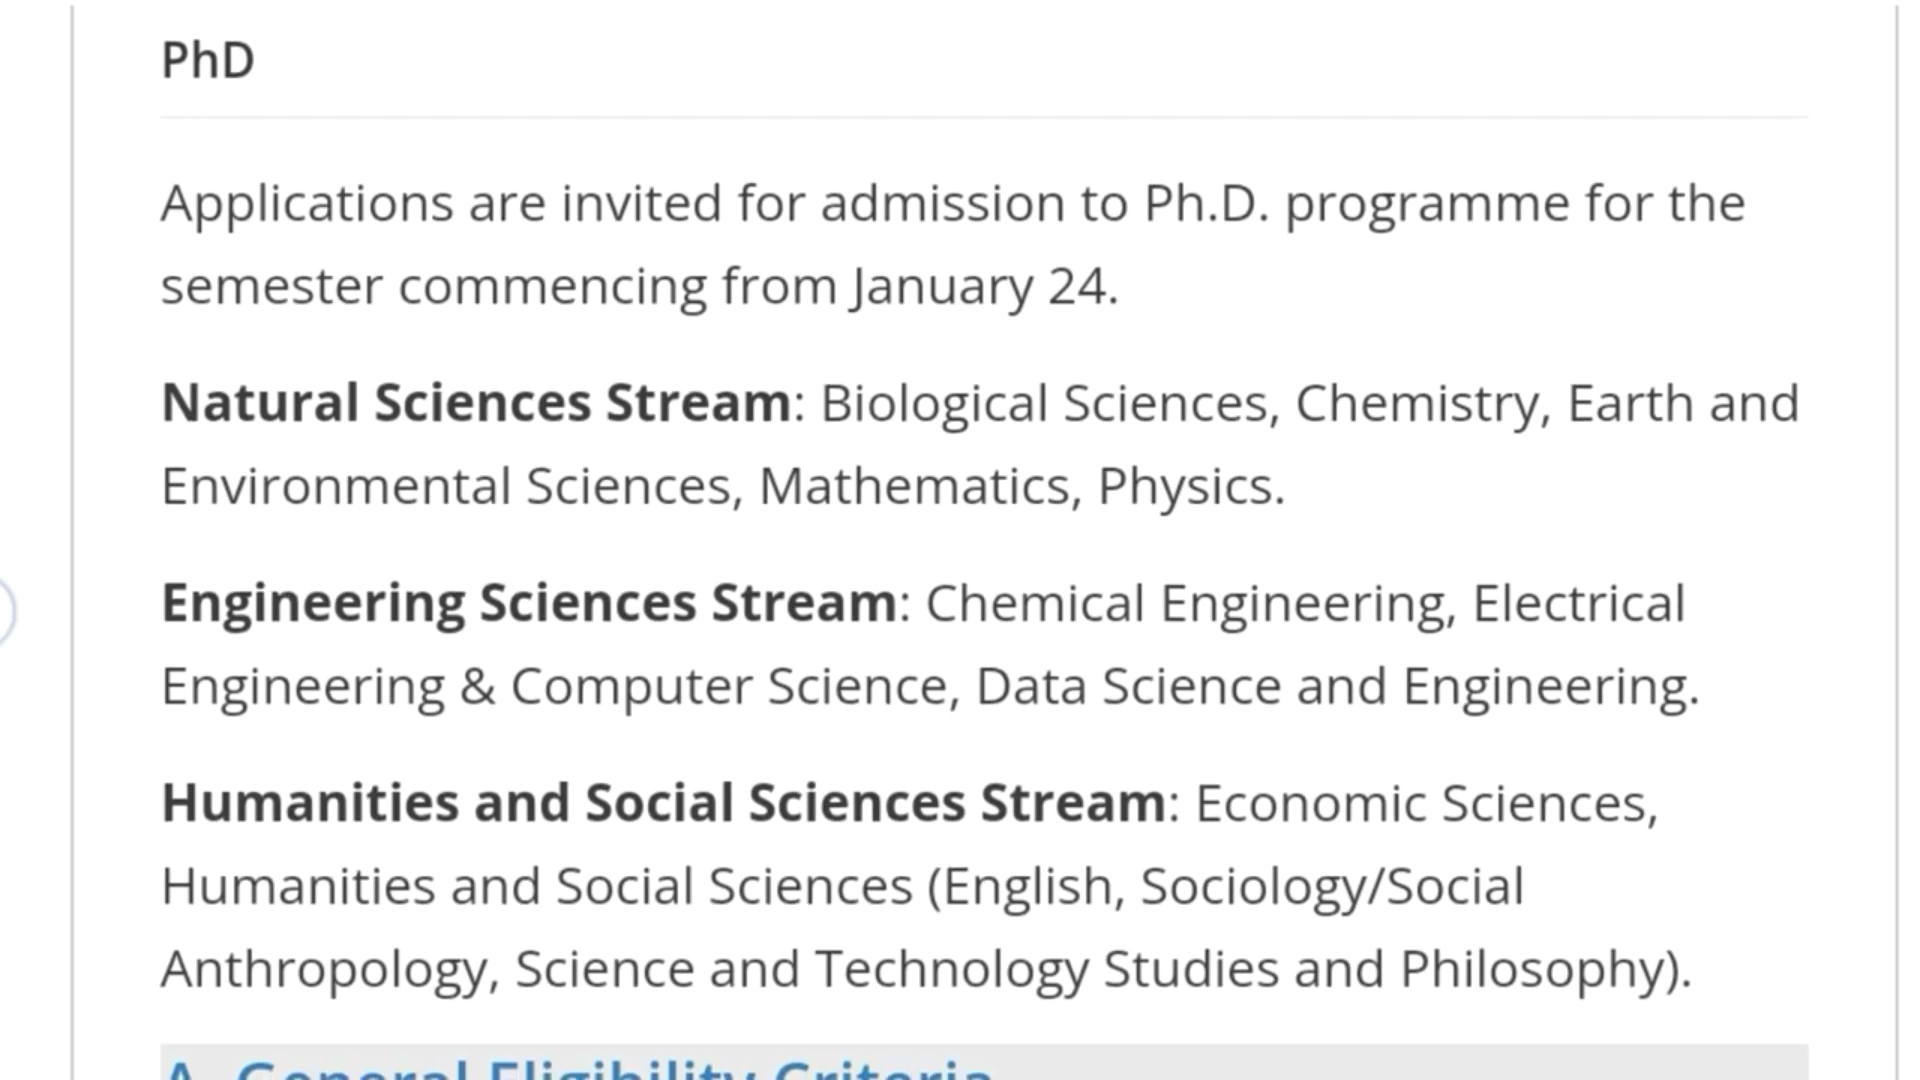 PhD
Applications are invited for admission to Ph.D. programme for the
semester commencing from January 24.
Natural Sciences Stream: Biological Sciences, Chemistry, Earth and
Environmental Sciences, Mathematics, Physics.
Engineering Sciences Stream: Chemical Engineering, Electrical
Engineering & Computer Science, Data Science and Engineering.
Humanities and Social Sciences Stream: Economic Sciences,
Humanities and Social Sciences (English, Sociology/Social
Anthropology, Science and Technology Studies and Philosophy).
A. General Eligibility Criteria